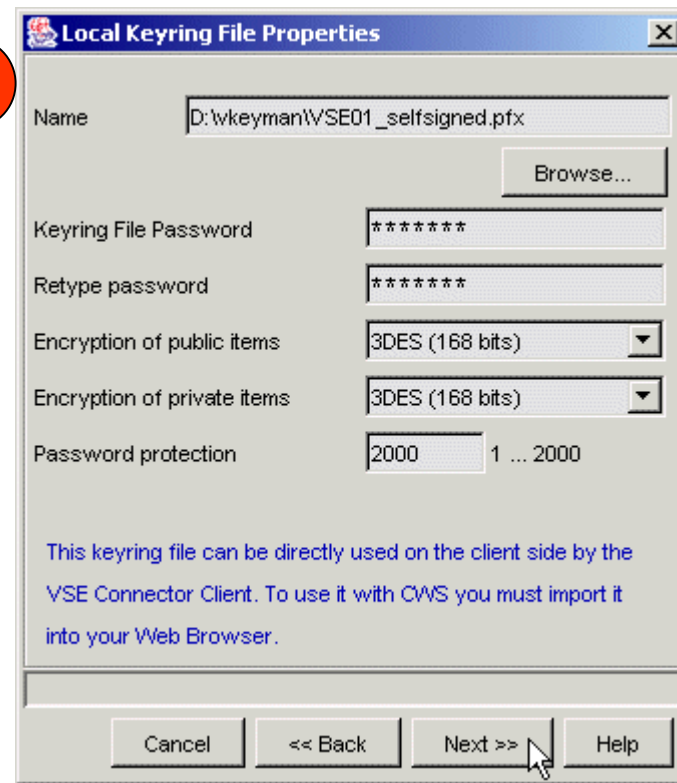 Local Keyring File Properties
Name D:\vkeyman\VSE01_selfsigned.pfx
Browse...
Keyring File Password *******
Retype password *******
Encryption of public items 3DES (168 bits)
Encryption of private items 3DES (168 bits)
Password protection 2000 1 ... 2000
This keyring file can be directly used on the client side by the
VSE Connector Client. To use it with CWS you must import it
into your Web Browser.
Cancel << Back Next >> Help